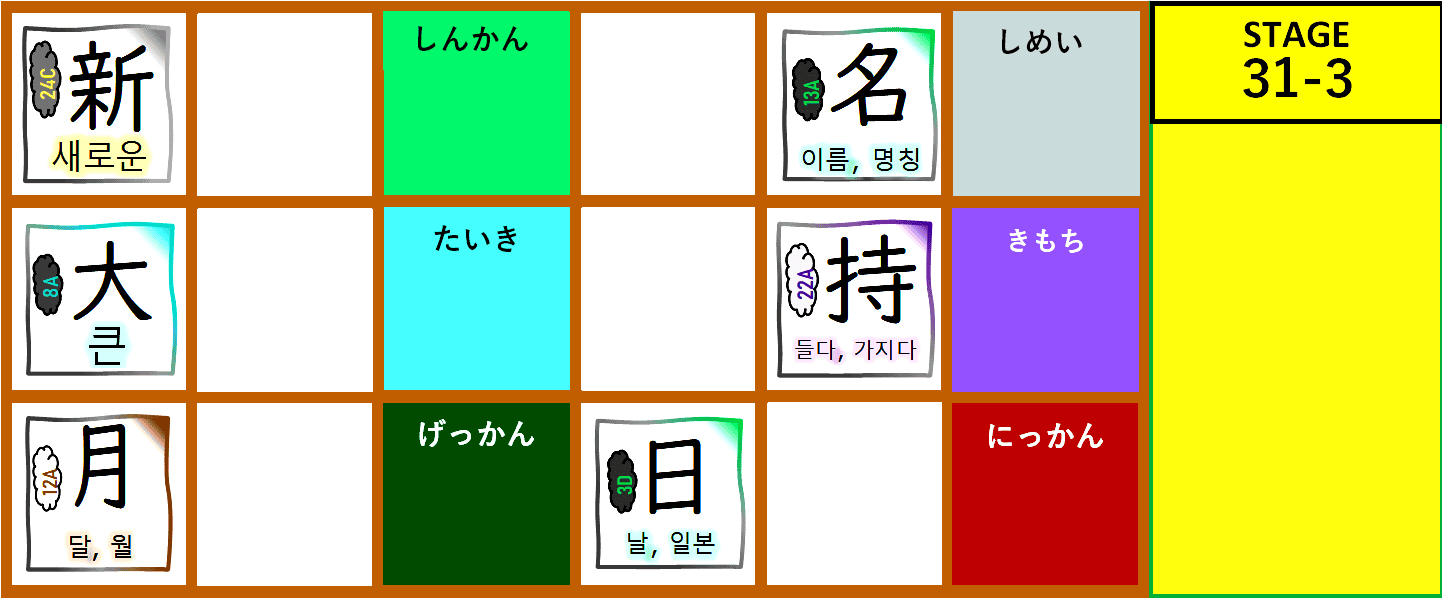 24C
新
새로운
しんかん
13A
名
이름, 명칭
しめい
STAGE
31-3
8A
大
큰
たいき
22A
持
들다, 가지다
きもち
12A
月
달, 월
げっかん
3D
日
날, 일본
にっかん